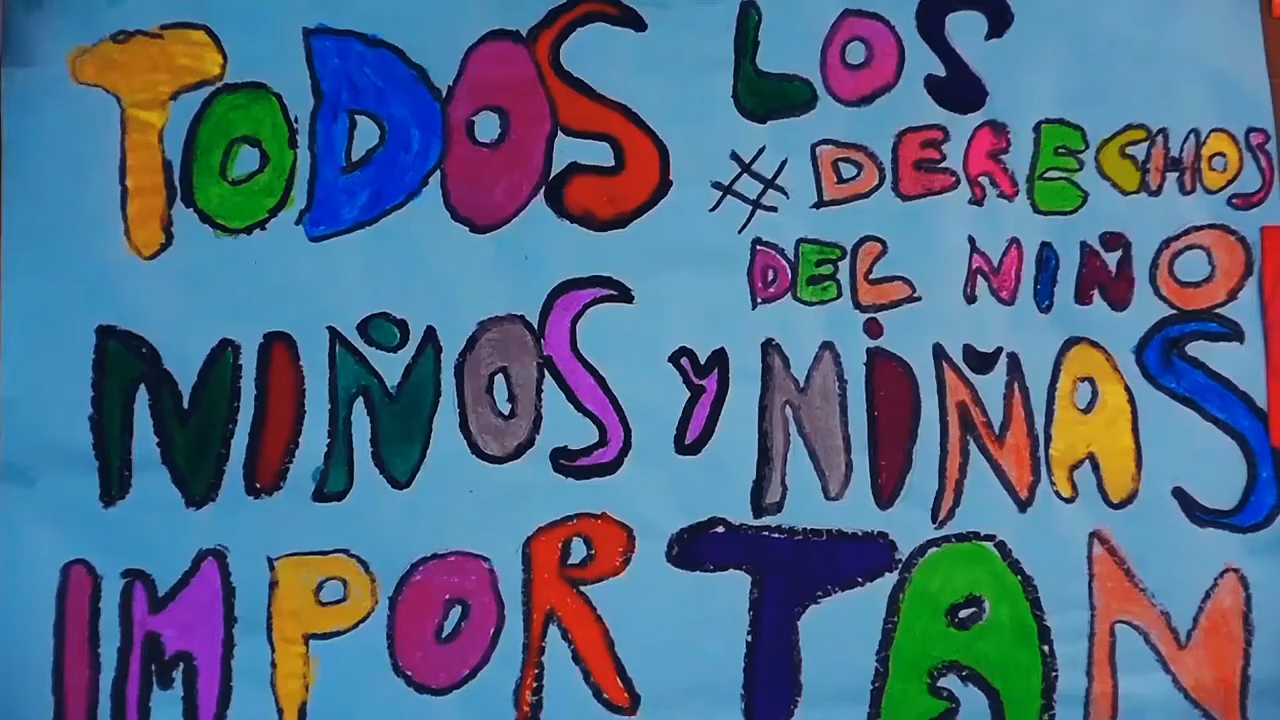 TODOS LOS
#DERECHOS
DEL NIÑO
NIÑOS Y NIÑAS
IMPORTAN